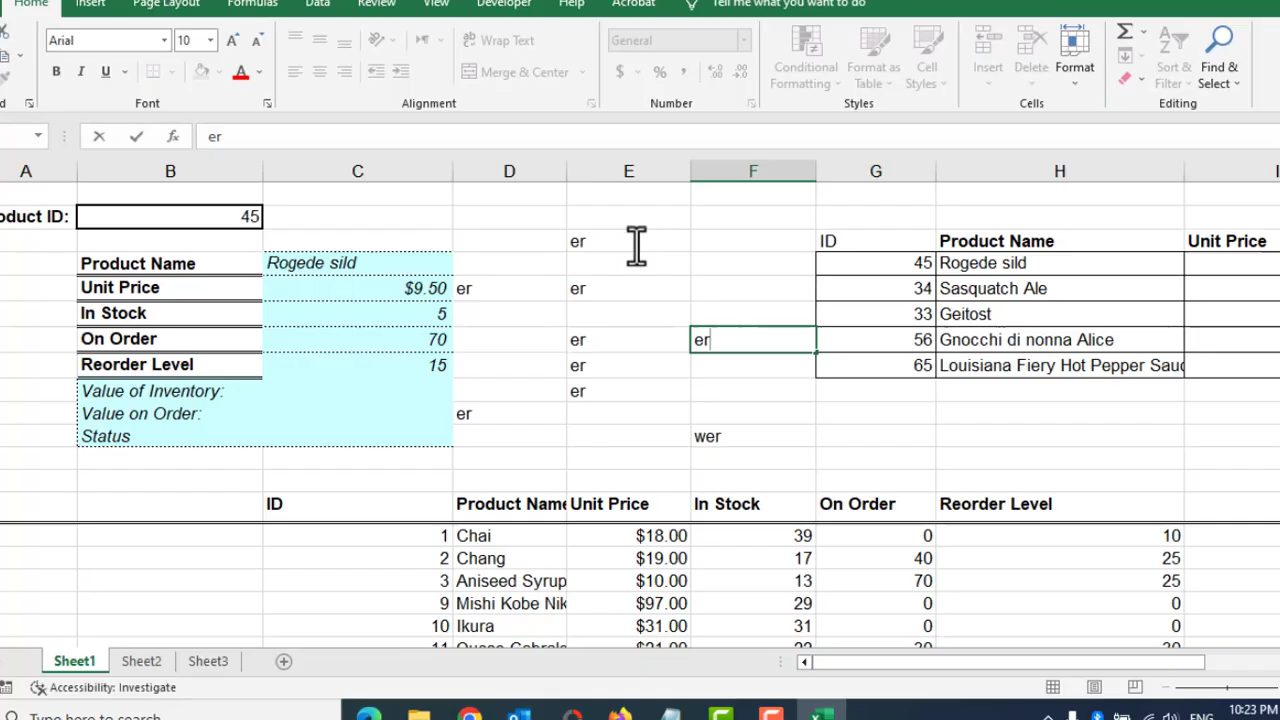 Home Insert Page Layout Formulas Data Review View Developer Help Acrobat Tell me what you want to do
Arial 10 Wrap Text General
B I U A Merge & Center $ %
Conditional Formatting Format as Table Cell Styles Insert Delete Format Sort & Filter Find & Select
Font Alignment Number Styles Cells Editing
er
A B C D E F G H I
oduct ID: 45
er ID Product Name Unit Price
Product Name Rogede sild 45 Rogede sild
Unit Price $9.50 er er 34 Sasquatch Ale
In Stock 5 33 Geitost
On Order 70 er er 56 Gnocchi di nonna Alice
Reorder Level 15 er 65 Louisiana Fiery Hot Pepper Sauc
Value of Inventory: er
Value on Order: er
Status wer
ID Product Name Unit Price In Stock On Order Reorder Level
1 Chai $18.00 39 0 10
2 Chang $19.00 17 40 25
3 Aniseed Syrup $10.00 13 70 25
9 Mishi Kobe Nik $97.00 29 0 0
10 Ikura $31.00 31 0 0
Sheet1 Sheet2 Sheet3
Accessibility: Investigate
Type here to search ENG 10:23 PM